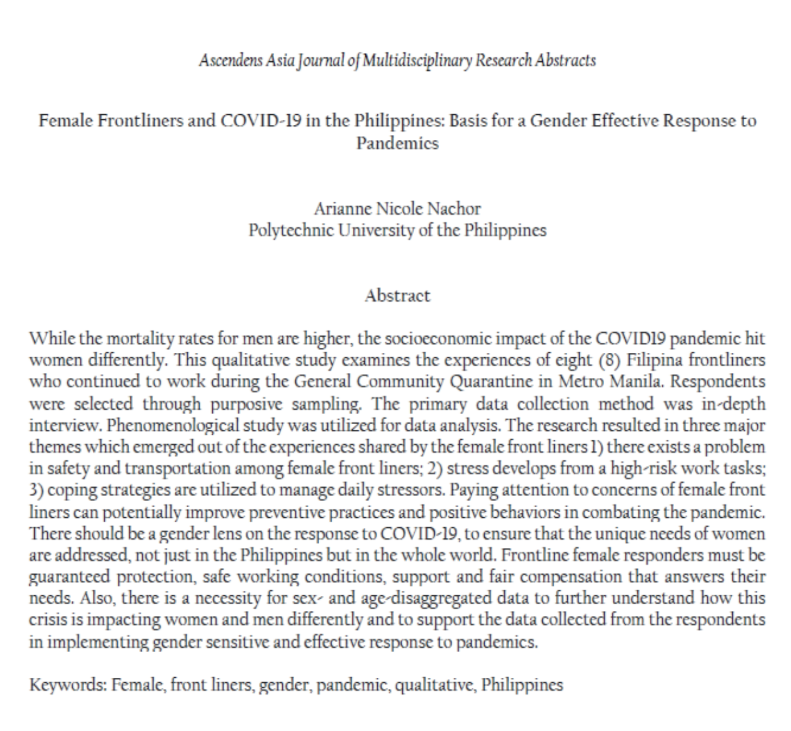 Ascendens Asia Journal of Multidisciplinary Research Abstracts
Female Frontliners and COVID-19 in the Philippines: Basis for a Gender Effective Response to
Pandemics
Arianne Nicole Nachor
Polytechnic University of the Philippines
Abstract
While the mortality rates for men are higher, the socioeconomic impact of the COVID19 pandemic hit
women differently. This qualitative study examines the experiences of eight (8) Filipina frontliners
who continued to work during the General Community Quarantine in Metro Manila. Respondents
were selected through purposive sampling. The primary data collection method was in-depth
interview. Phenomenological study was utilized for data analysis. The research resulted in three major
themes which emerged out of the experiences shared by the female front liners 1) there exists a problem
in safety and transportation among female front liners; 2) stress develops from a high-risk work tasks;
3) coping strategies are utilized to manage daily stressors. Paying attention to concerns of female front
liners can potentially improve preventive practices and positive behaviors in combating the pandemic.
There should be a gender lens on the response to COVID-19, to ensure that the unique needs of women
are addressed, not just in the Philippines but in the whole world. Frontline female responders must be
guaranteed protection, safe working conditions, support and fair compensation that answers their
needs. Also, there is a necessity for sex- and age-disaggregated data to further understand how this
crisis is impacting women and men differently and to support the data collected from the respondents
in implementing gender sensitive and effective response to pandemics.
Keywords: Female, front liners, gender, pandemic, qualitative, Philippines